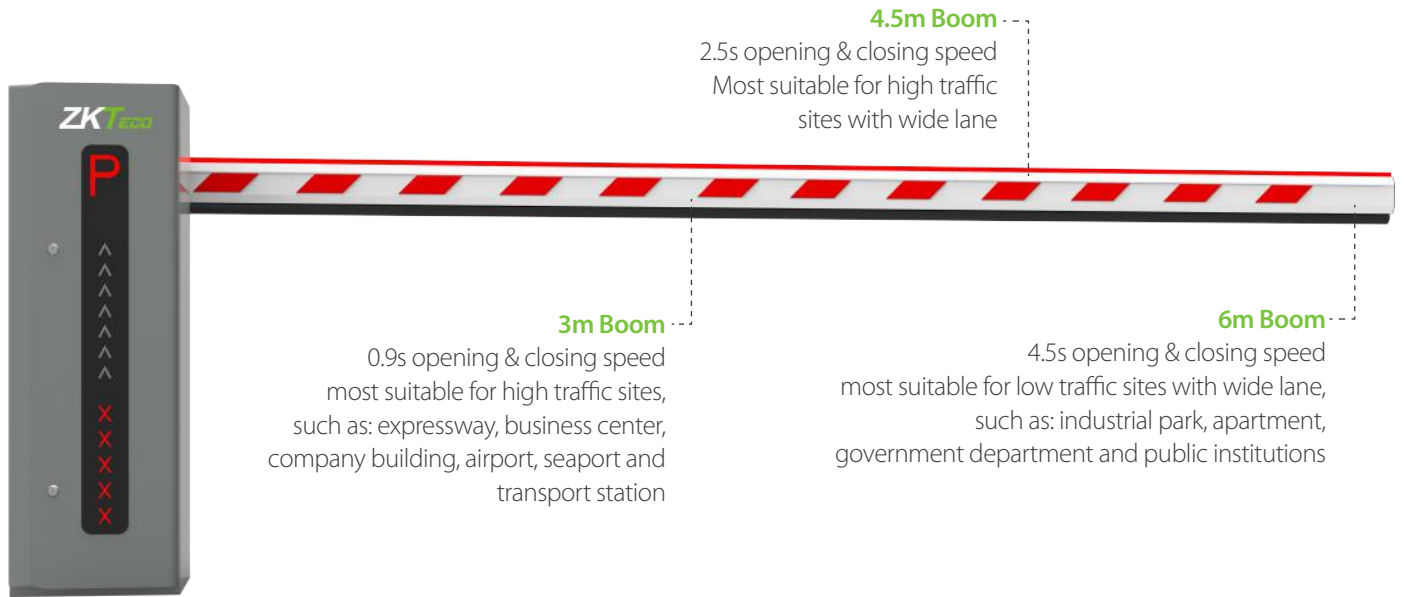 4.5m Boom
2.5s opening & closing speed
Most suitable for high traffic
sites with wide lane
ZKTeco
P
X
X
X
X
X
3m Boom
0.9s opening & closing speed
most suitable for high traffic sites,
such as: expressway, business center,
company building, airport, seaport and
transport station
6m Boom
4.5s opening & closing speed
most suitable for low traffic sites with wide lane,
such as: industrial park, apartment,
government department and public institutions